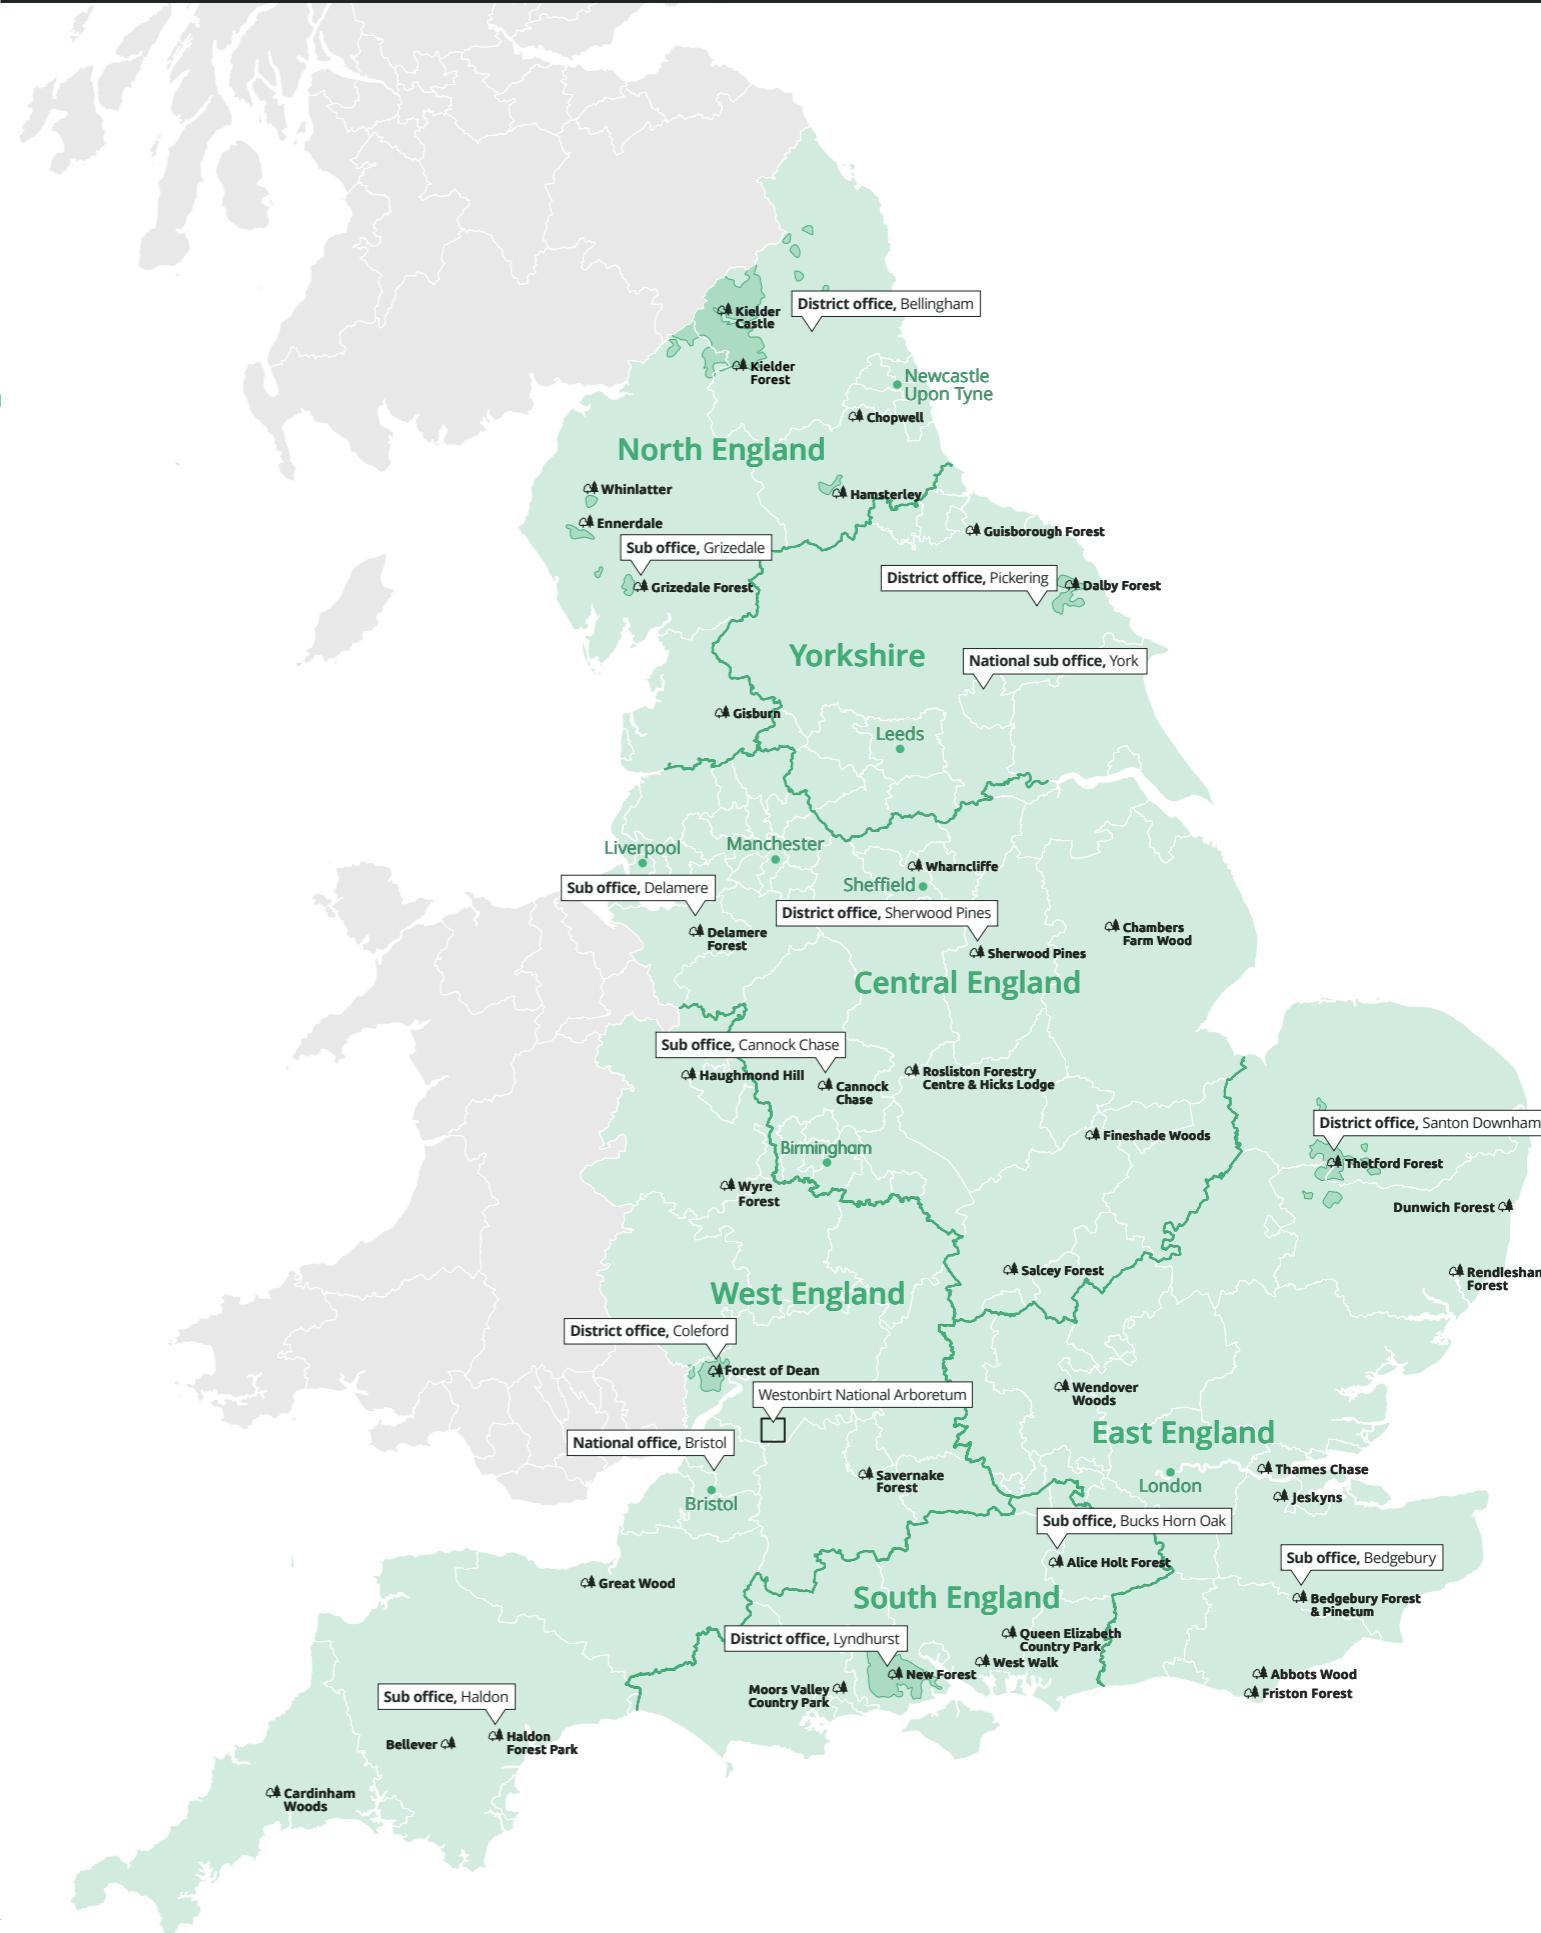 District office, Bellingham
Kielder
Castle
Kielder
Forest
Newcastle
Upon Tyne
Chopwell
North England
Whinlatter
Hamsterley
Ennerdale
Guisborough Forest
Sub office, Grizedale
Grizedale Forest
District office, Pickering
Dalby Forest
Yorkshire
National sub office, York
Gisburn
Leeds
Liverpool
Manchester
Wharncliffe
Sheffield
Sub office, Delamere
District office, Sherwood Pines
Delamere
Forest
Chambers
Farm Wood
Sherwood Pines
Central England
Sub office, Cannock Chase
Haughmond Hill
Cannock
Chase
Rosliston Forestry
Centre & Hicks Lodge
Fineshade Woods
District office, Santon Downham
Thetford Forest
Birmingham
Wyre
Forest
Dunwich Forest
Salcey Forest
Rendleshan
Forest
West England
District office, Coleford
Forest of Dean
Westonbirt National Arboretum
Wendover
Woods
East England
National office, Bristol
Bristol
Savernake
Forest
London
Thames Chase
Jeskyns
Sub office, Bucks Horn Oak
Alice Holt Forest
Sub office, Bedgebury
Bedgebury Forest
& Pinetum
Great Wood
South England
Queen Elizabeth
Country Park
West Walk
District office, Lyndhurst
New Forest
Moors Valley
Country Park
Abbots Wood
Friston Forest
Sub office, Haldon
Bellever
Haldon
Forest Park
Cardinham
Woods